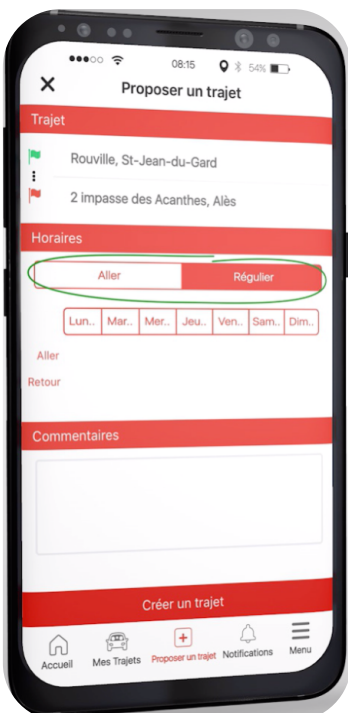 08:15 54%
Proposer un trajet
Trajet
Rouville, St-Jean-du-Gard
2 impasse des Acanthes, Alès
Horaires
Aller Régulier
Lun.. Mar.. Mer.. Jeu.. Ven.. Sam.. Dim..
Aller
Retour
Commentaires
Créer un trajet
Accueil Mes Trajets Proposer un trajet Notifications Menu